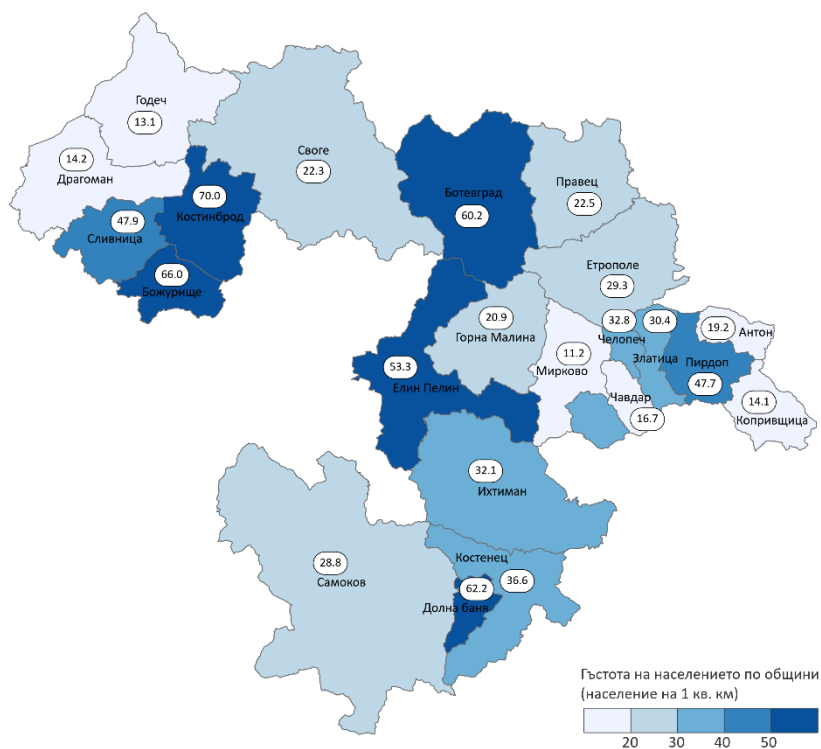 Годеч
13.1
14.2
Драгоман
Своге
22.3
70.0
Костинброд
47.9
Сливница
66.0
Божурище
Ботевград
60.2
Правец
22.5
Етрополе
29.3
20.9
Горна Малина
32.8
Челопеч
30.4
Златица
19.2
Антон
Пирдоп
47.7
11.2
Мирково
Чавдар
16.7
14.1
Копривщица
53.3
Елин Пелин
32.1
Ихтиман
28.8
Самоков
Костенец
36.6
62.2
Долна баня
Гъстота на населението по общини
(население на 1 кв. км)
20 30 40 50